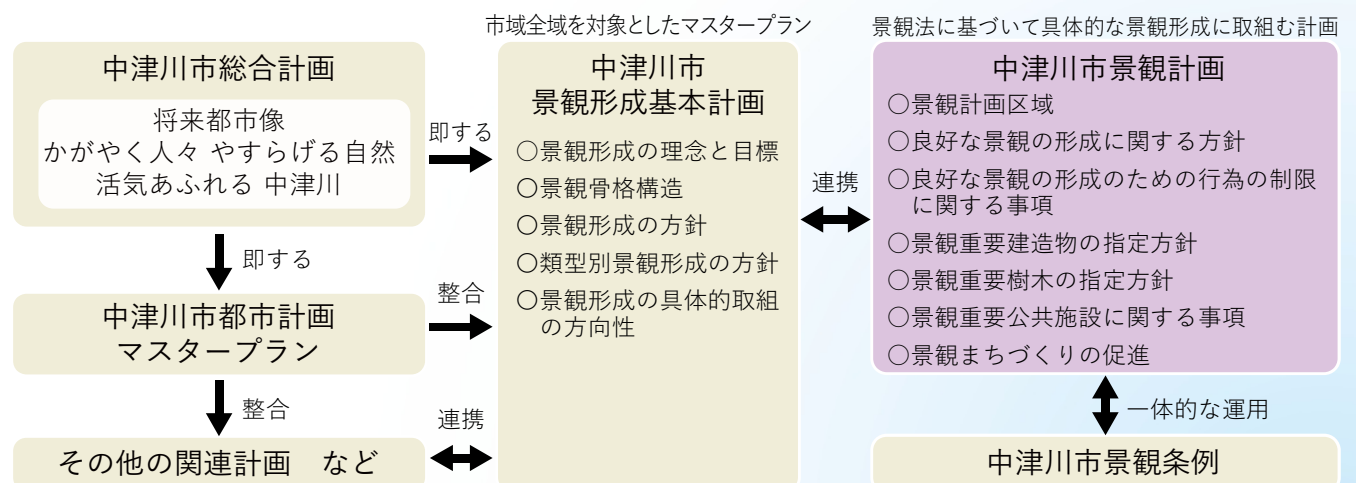 中津川市総合計画
将来都市像
かがやく人々 やすらげる自然
活気あふれる 中津川
即する
即する
中津川市都市計画
マスタープラン
整合
整合
その他の関連計画　など
連携
市域全域を対象としたマスタープラン
中津川市
景観形成基本計画
○景観形成の理念と目標
○景観骨格構造
○景観形成の方針
○類型別景観形成の方針
○景観形成の具体的取組
の方向性
連携
景観法に基づいて具体的な景観形成に取組む計画
中津川市景観計画
○景観計画区域
○良好な景観の形成に関する方針
○良好な景観の形成のための行為の制限
に関する事項
○景観重要建造物の指定方針
○景観重要樹木の指定方針
○景観重要公共施設に関する事項
○景観まちづくりの促進
一体的な運用
中津川市景観条例